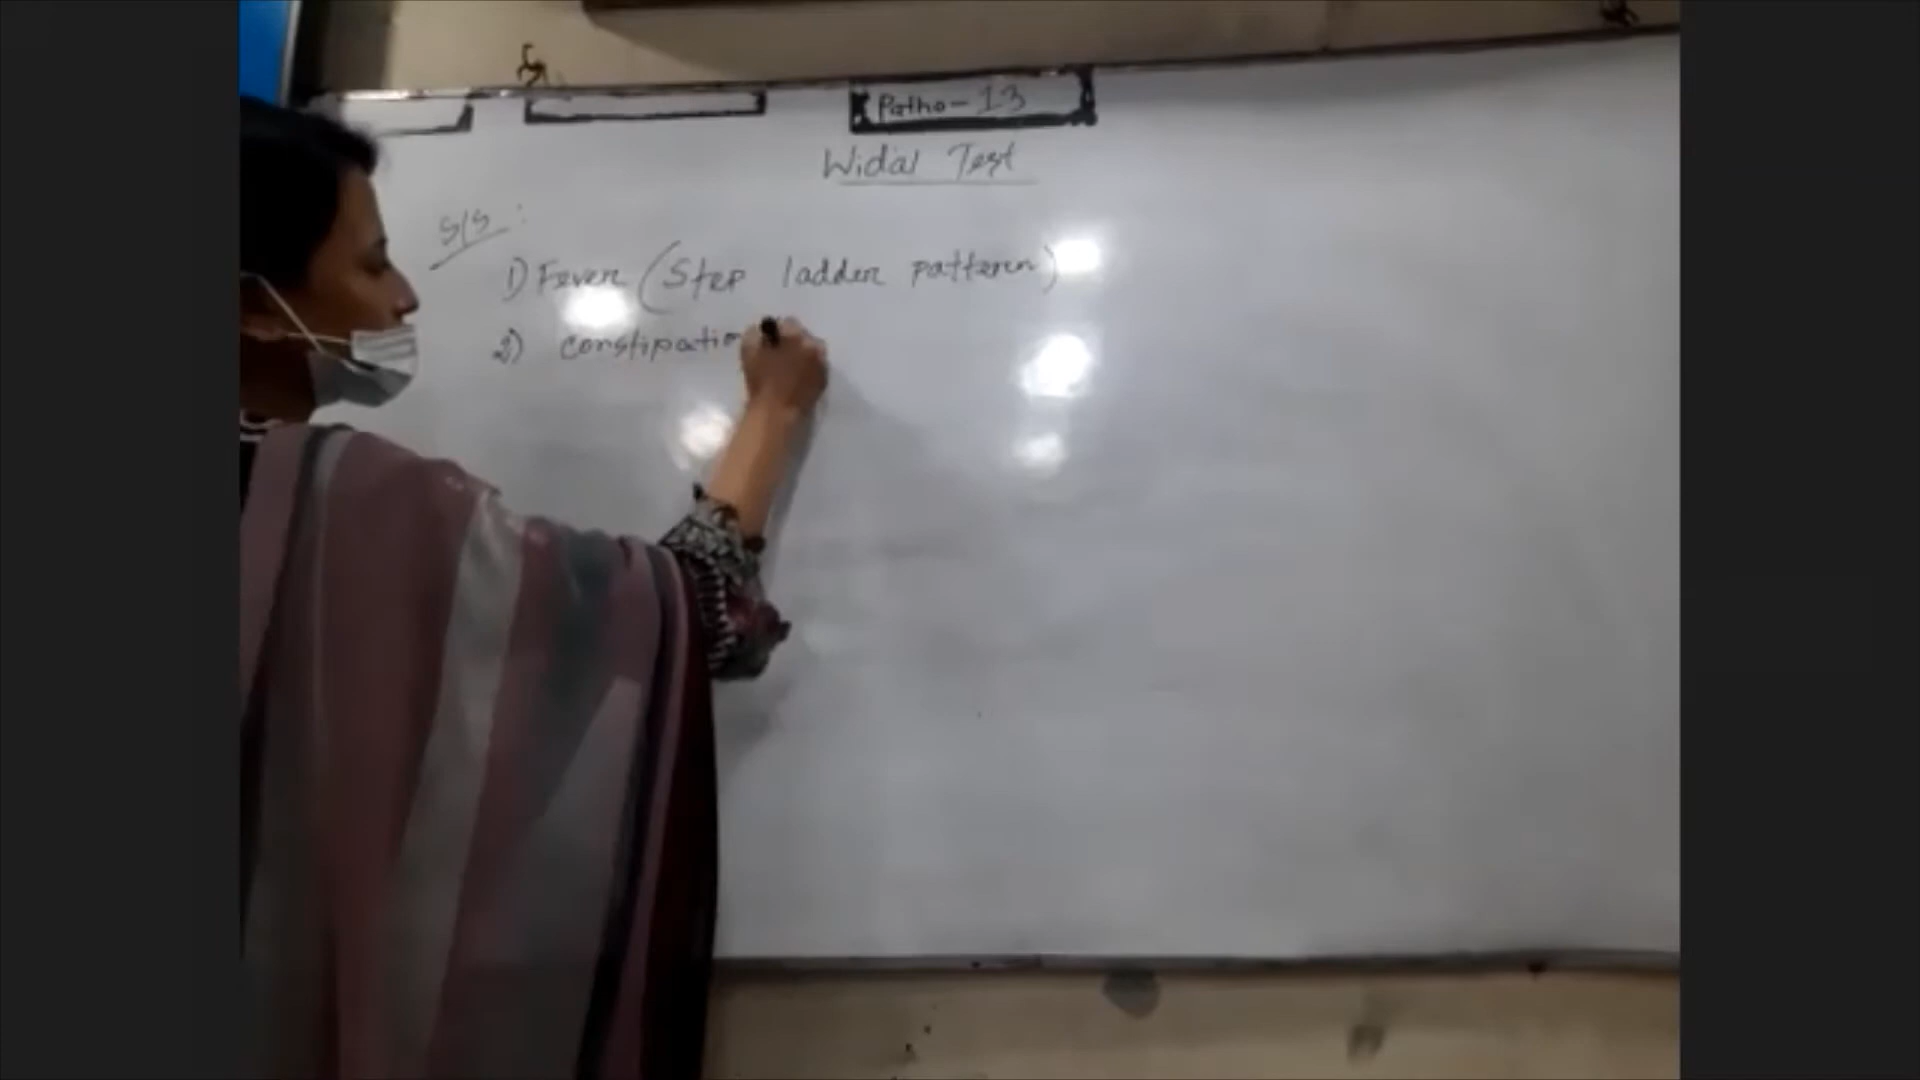 Patho-13
Widal Test
S/S :
1) Fever (Step ladder pattern)
2) constipation